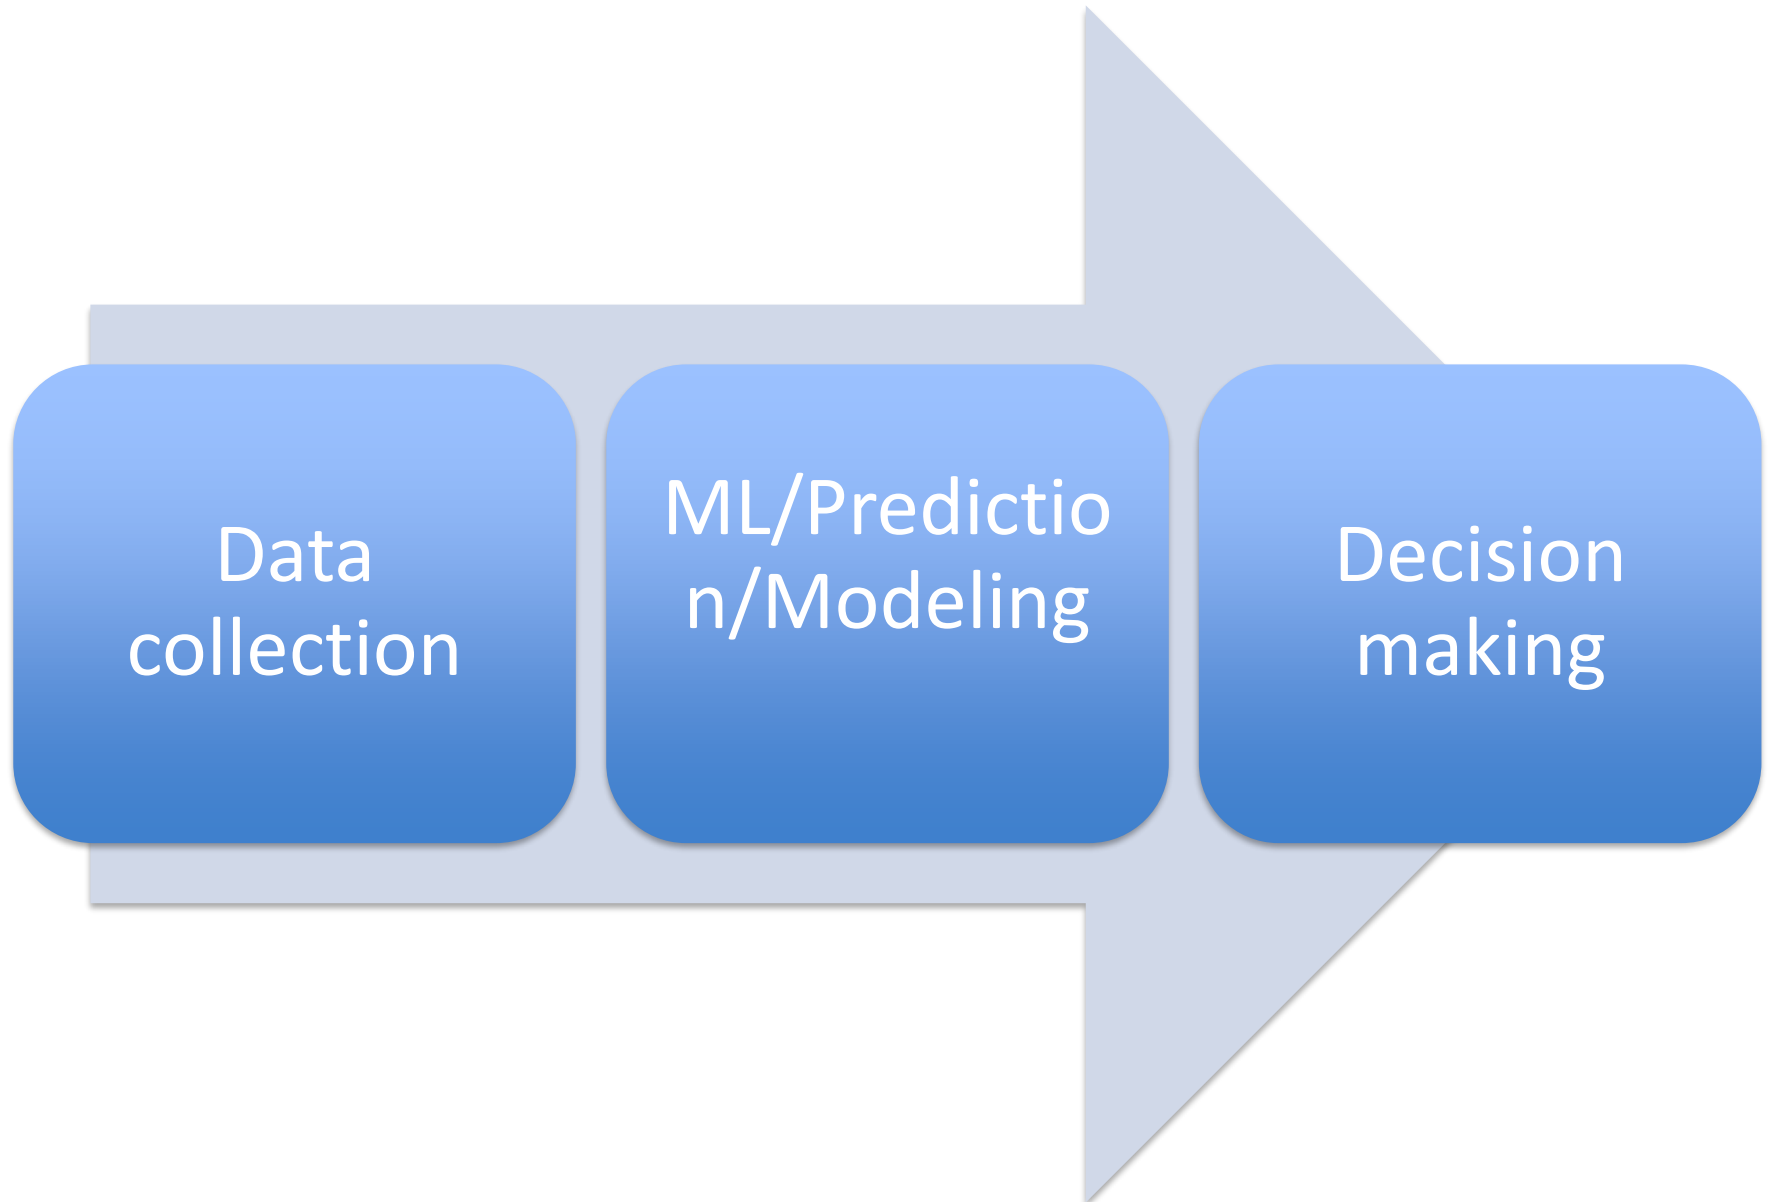 Data
collection
ML/Predictio
n/Modeling
Decision
making